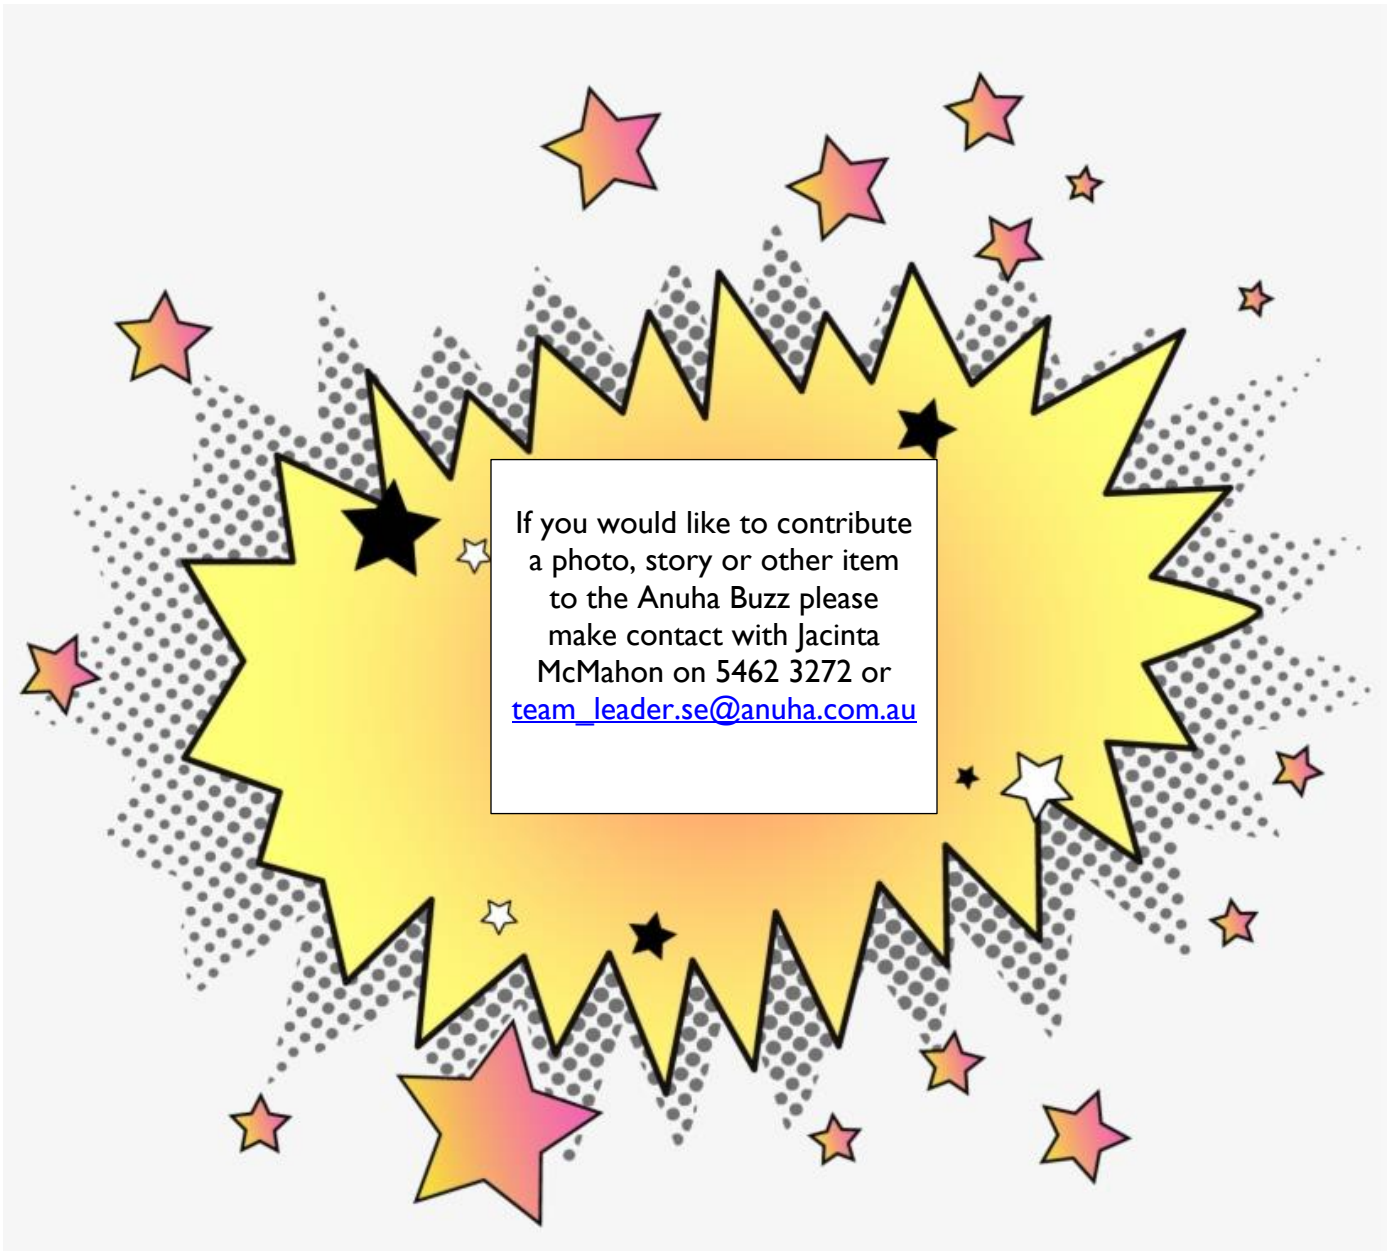 If you would like to contribute
a photo, story or other item
to the Anuha Buzz please
make contact with Jacinta
McMahon on 5462 3272 or
team_leader.se@anuha.com.au